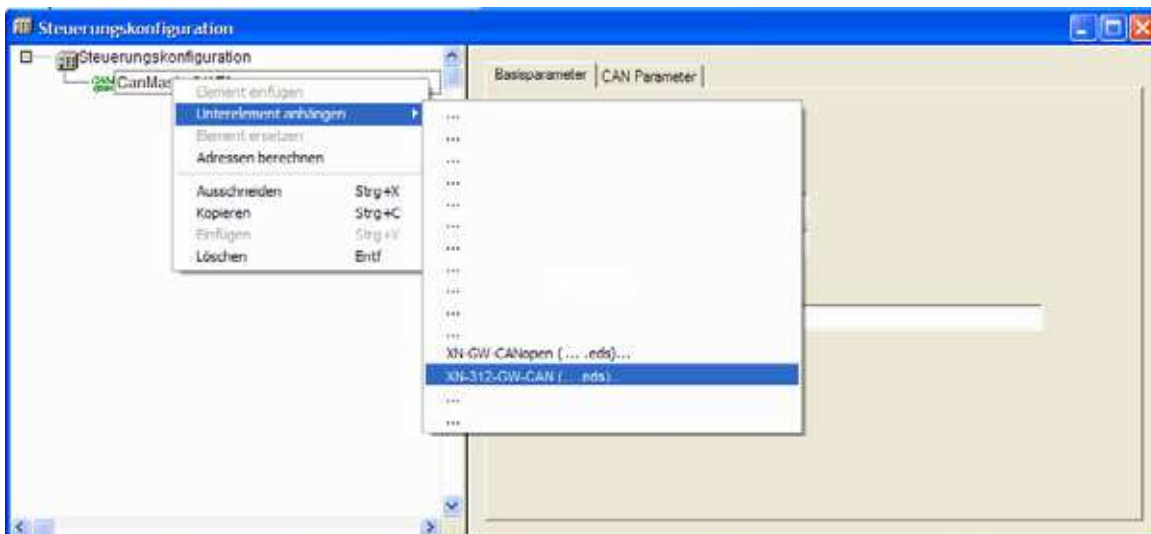 Steuerungskonfiguration
Steuerungskonfiguration
Basisparameter
CAN Parameter
Element einfügen
Unterelement anhängen
Element ersetzen
Adressen berechnen
Ausschneiden Strg+X
Kopieren Strg+C
Einfügen Strg+V
Löschen Entf
...
...
...
...
...
...
...
...
...
...
...
XN-GW-CANopen ( ... .eds)...
XN-312-GW-CAN ( ... .eds)...
...
...